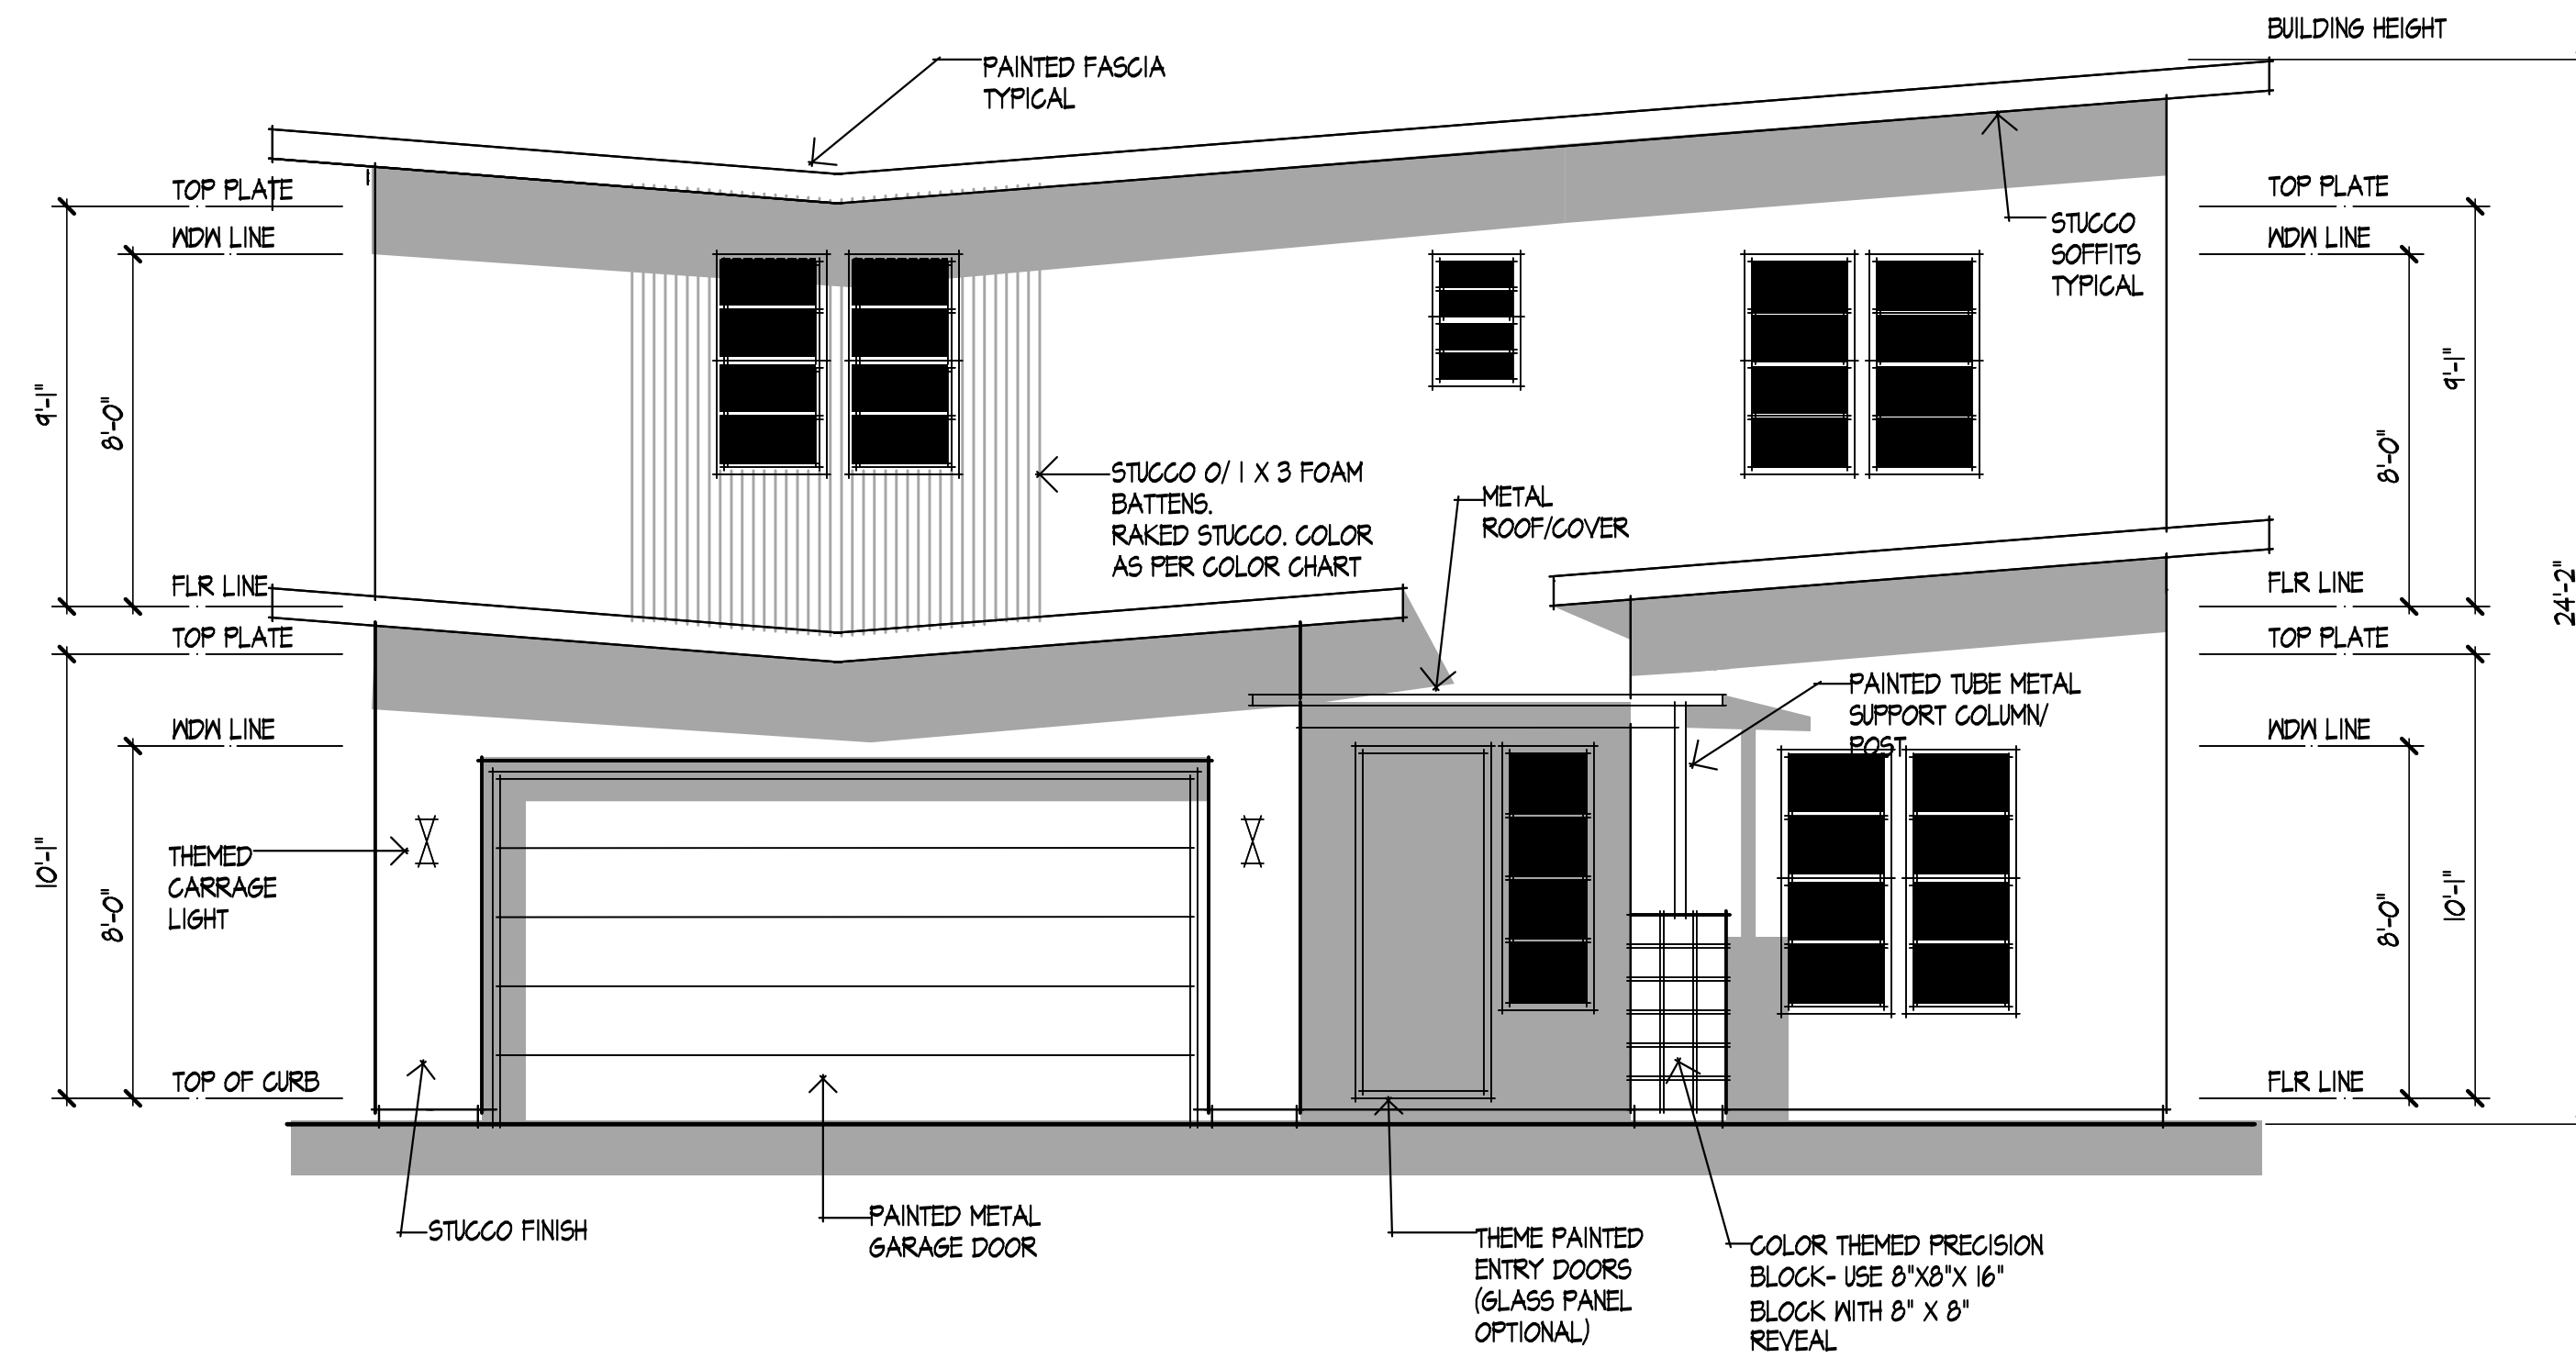 BUILDING HEIGHT
PAINTED FASCIA
TYPICAL
TOP PLATE
WDW LINE
TOP PLATE
WDW LINE
STUCCO
SOFFITS
TYPICAL
9'-1"
8'-0"
9'-1"
8'-0"
STUCCO O/ 1 X 3 FOAM
BATTENS.
RAKED STUCCO. COLOR
AS PER COLOR CHART
METAL
ROOF/COVER
FLR LINE
TOP PLATE
FLR LINE
TOP PLATE
24'-2"
PAINTED TUBE METAL
SUPPORT COLUMN/
POST
WDW LINE
WDW LINE
10'-1"
8'-0"
THEMED
CARRAGE
LIGHT
8'-0"
10'-1"
TOP OF CURB
FLR LINE
STUCCO FINISH
PAINTED METAL
GARAGE DOOR
THEME PAINTED
ENTRY DOORS
(GLASS PANEL
OPTIONAL)
COLOR THEMED PRECISION
BLOCK- USE 8"X8"X 16"
BLOCK WITH 8" X 8"
REVEAL